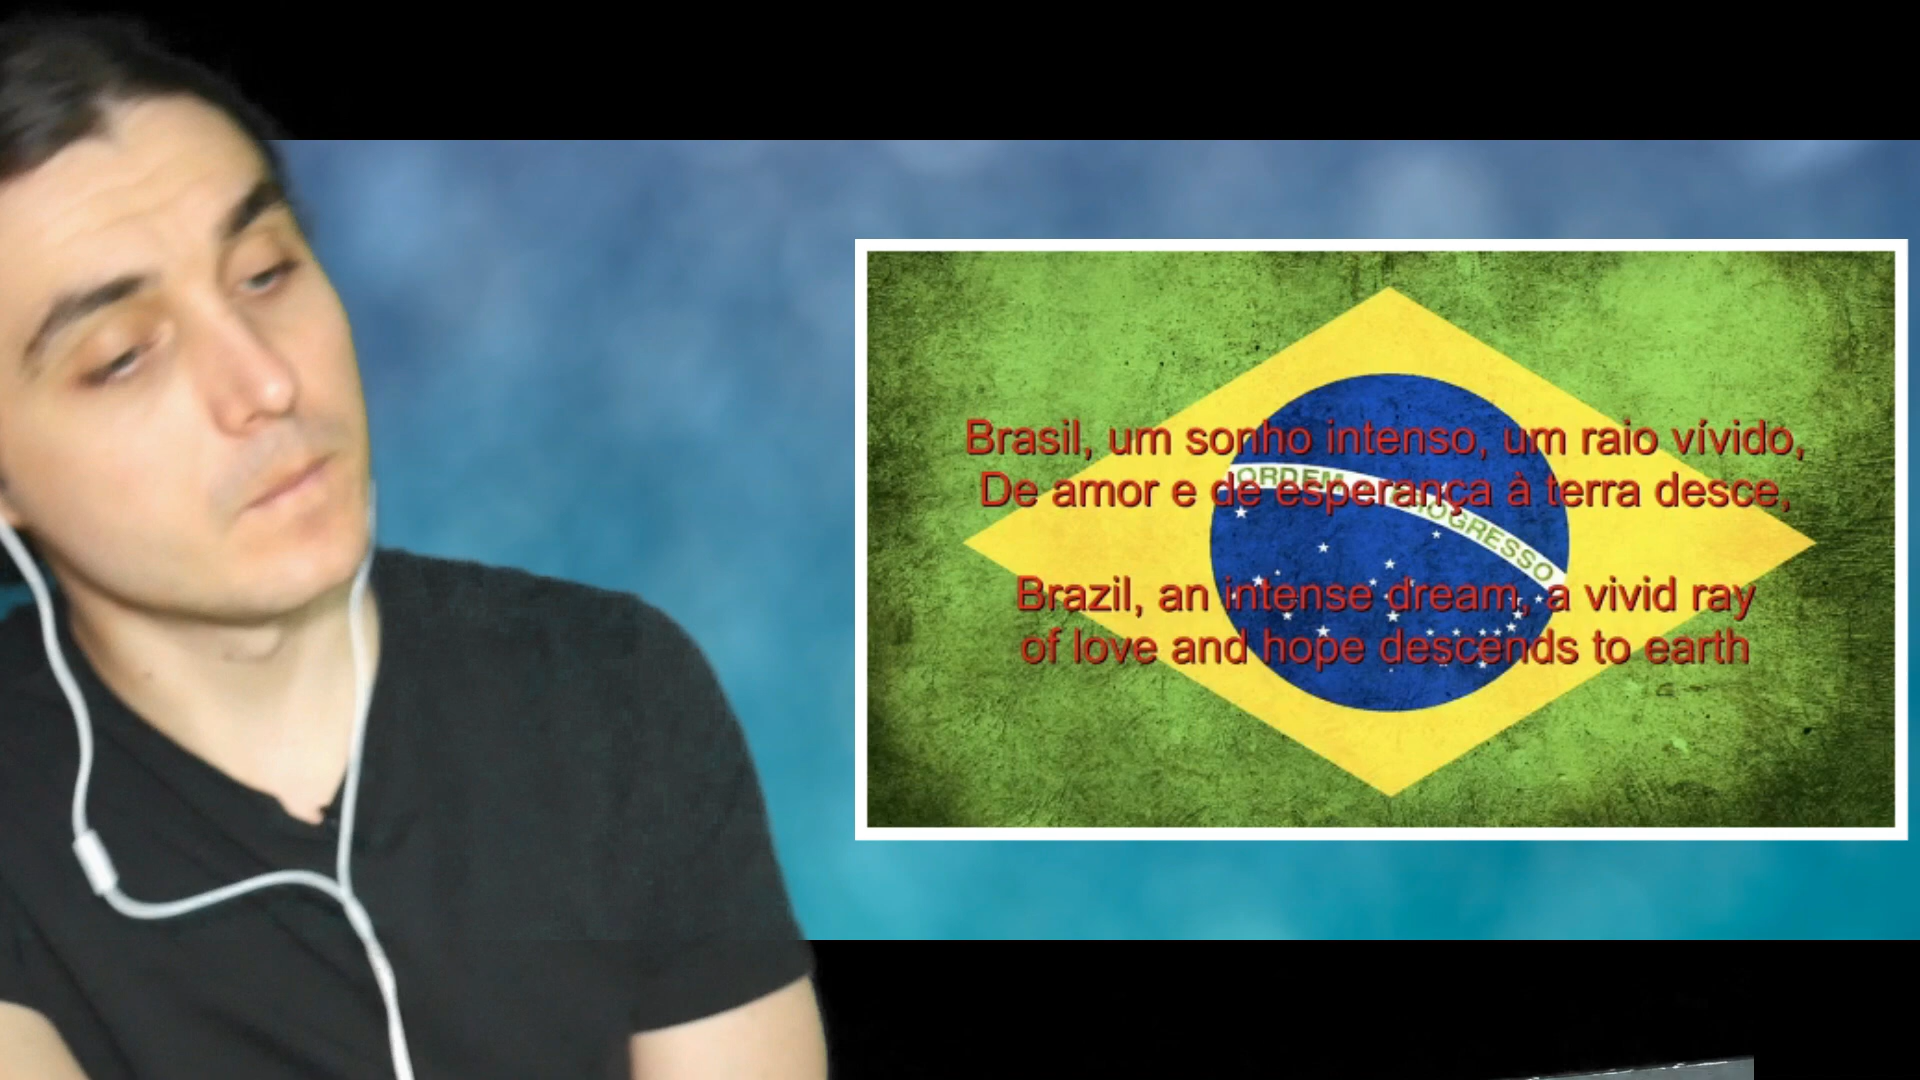 Brasil, um sonho intenso, um raio vívido,
De amor e de esperança à terra desce,
ORDEM PROGRESSO
Brazil, an intense dream, a vivid ray
of love and hope descends to earth